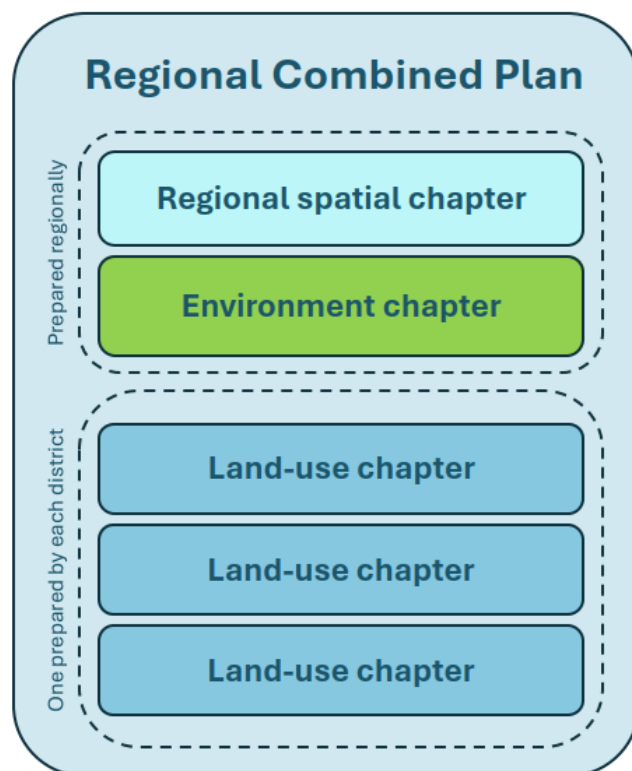 Regional Combined Plan
Prepared regionally
Regional spatial chapter
Environment chapter
One prepared by each district
Land-use chapter
Land-use chapter
Land-use chapter